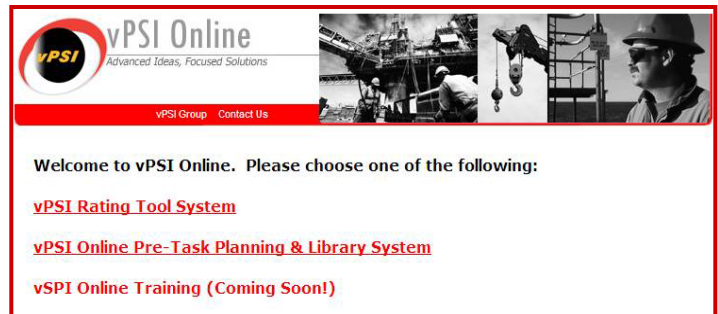 vPSI
vPSI Online
Advanced Ideas, Focused Solutions
vPSI Group Contact Us
Welcome to vPSI Online. Please choose one of the following:
vPSI Rating Tool System
vPSI Online Pre-Task Planning & Library System
vSPI Online Training (Coming Soon!)